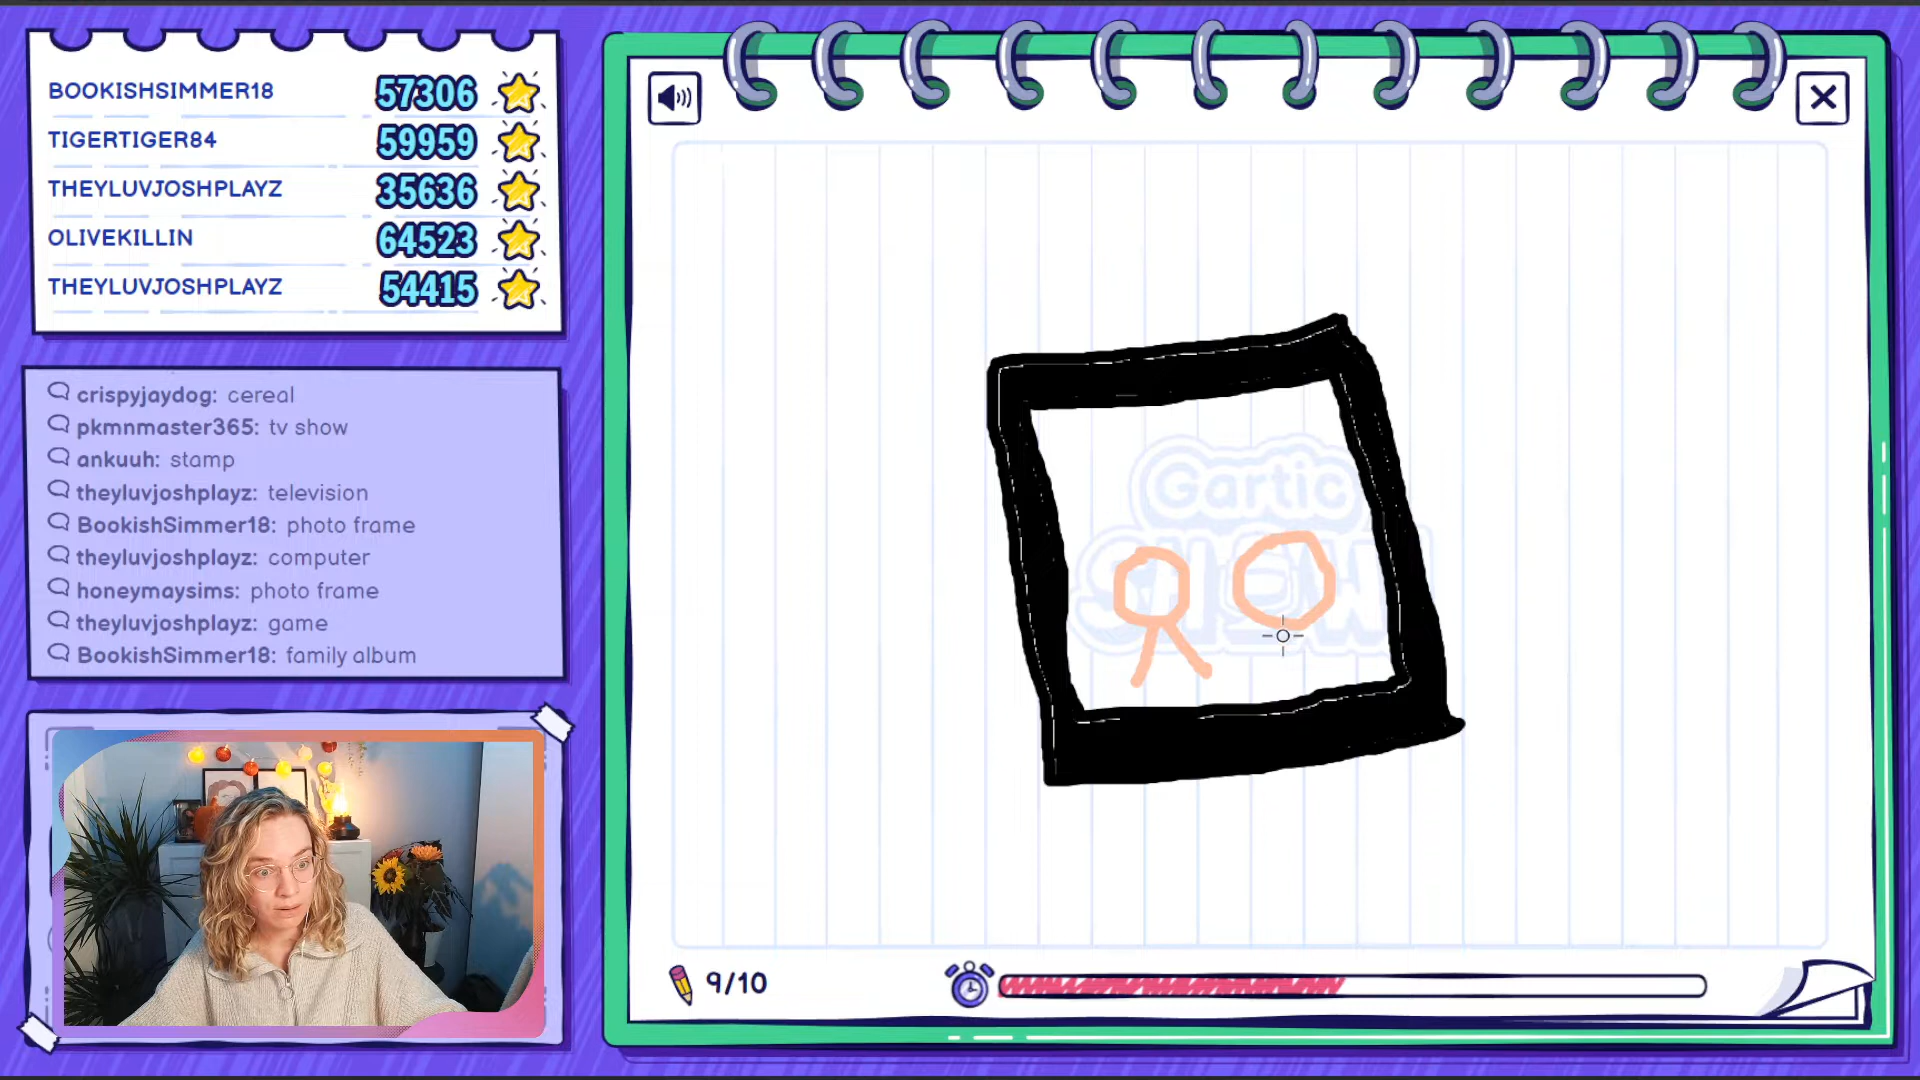 BOOKISHSIMMER18 57306
TIGERTIGER84 59959
THEYLUVJOSHPLAYZ 35636
OLIVEKILLIN 64523
THEYLUVJOSHPLAYZ 54415
crispyjaydog: cereal
pkmnmaster365: tv show
ankuuh: stamp
theyluvjoshplayz: television
BookishSimmer18: photo frame
theyluvjoshplayz: computer
honeymaysims: photo frame
theyluvjoshplayz: game
BookishSimmer18: family album
Gartic
SHOW
9/10